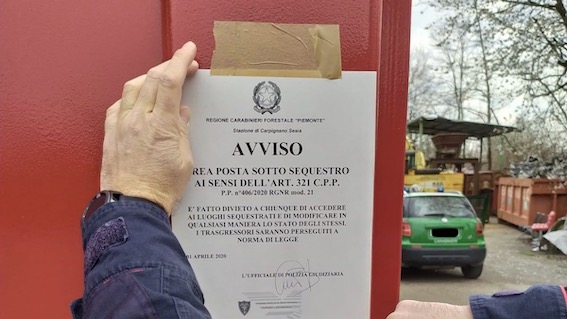 REGIONE CARABINIERI FORESTALE "PIEMONTE"
Stazione di Carpignano Sesia
AVVISO
REA POSTA SOTTO SEQUESTRO
AI SENSI DELL'ART. 321 C.P.P.
P.P. n°406/2020 RGNR mod. 21
E' FATTO DIVIETO A CHIUNQUE DI ACCEDERE
AI LUOGHI SEQUESTRATI E DI MODIFICARE IN
QUALSIASI MANIERA LO STATO DEGLI STESSI.
I TRASGRESSORI SARANNO PERSEGUITI A
NORMA DI LEGGE
01 APRILE 2020
L'UFFICIALE DI POLIZIA GIUDIZIARIA